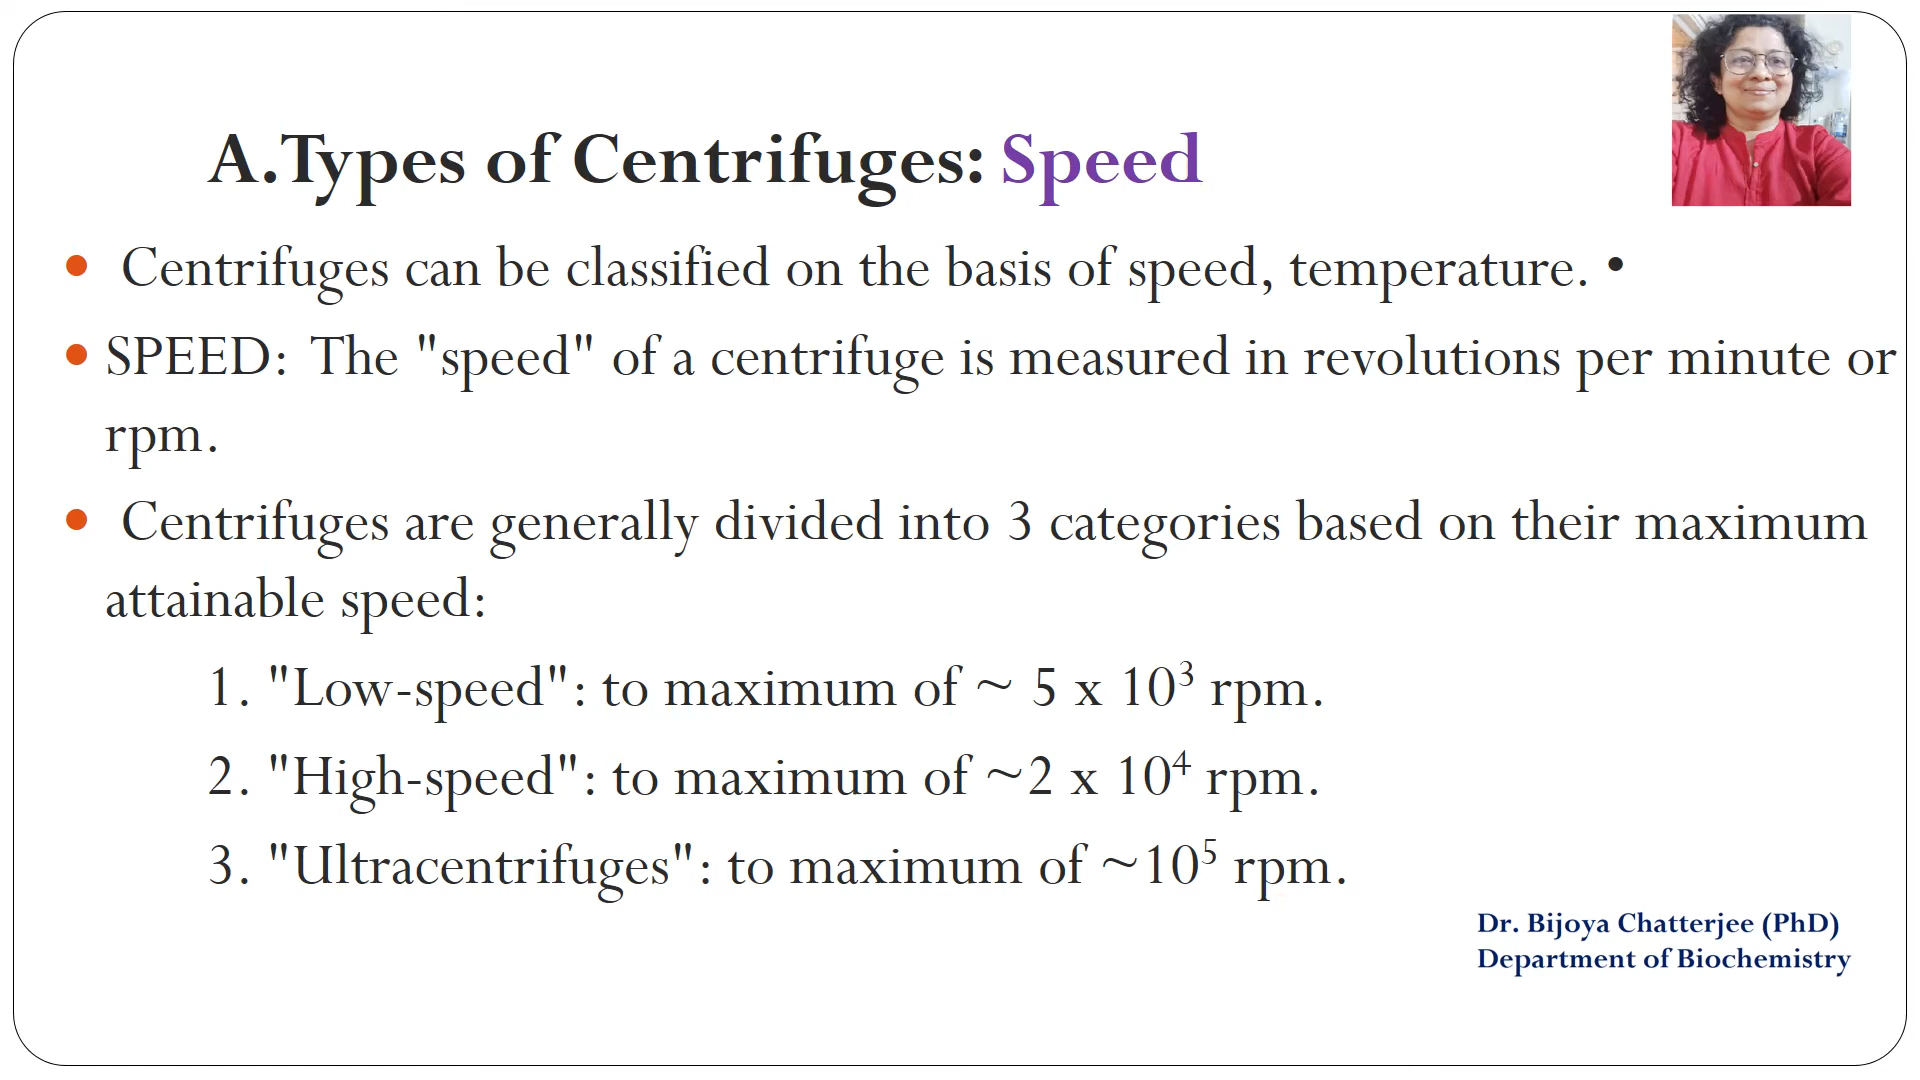 A.Types of Centrifuges: Speed
• Centrifuges can be classified on the basis of speed, temperature. •
• SPEED: The "speed" of a centrifuge is measured in revolutions per minute or
rpm.
• Centrifuges are generally divided into 3 categories based on their maximum
attainable speed:
1. "Low-speed": to maximum of ~ 5 x 10³ rpm.
2. "High-speed": to maximum of ~2 x 10⁴ rpm.
3. "Ultracentrifuges": to maximum of ~10⁵ rpm.
Dr. Bijoya Chatterjee (PhD)
Department of Biochemistry